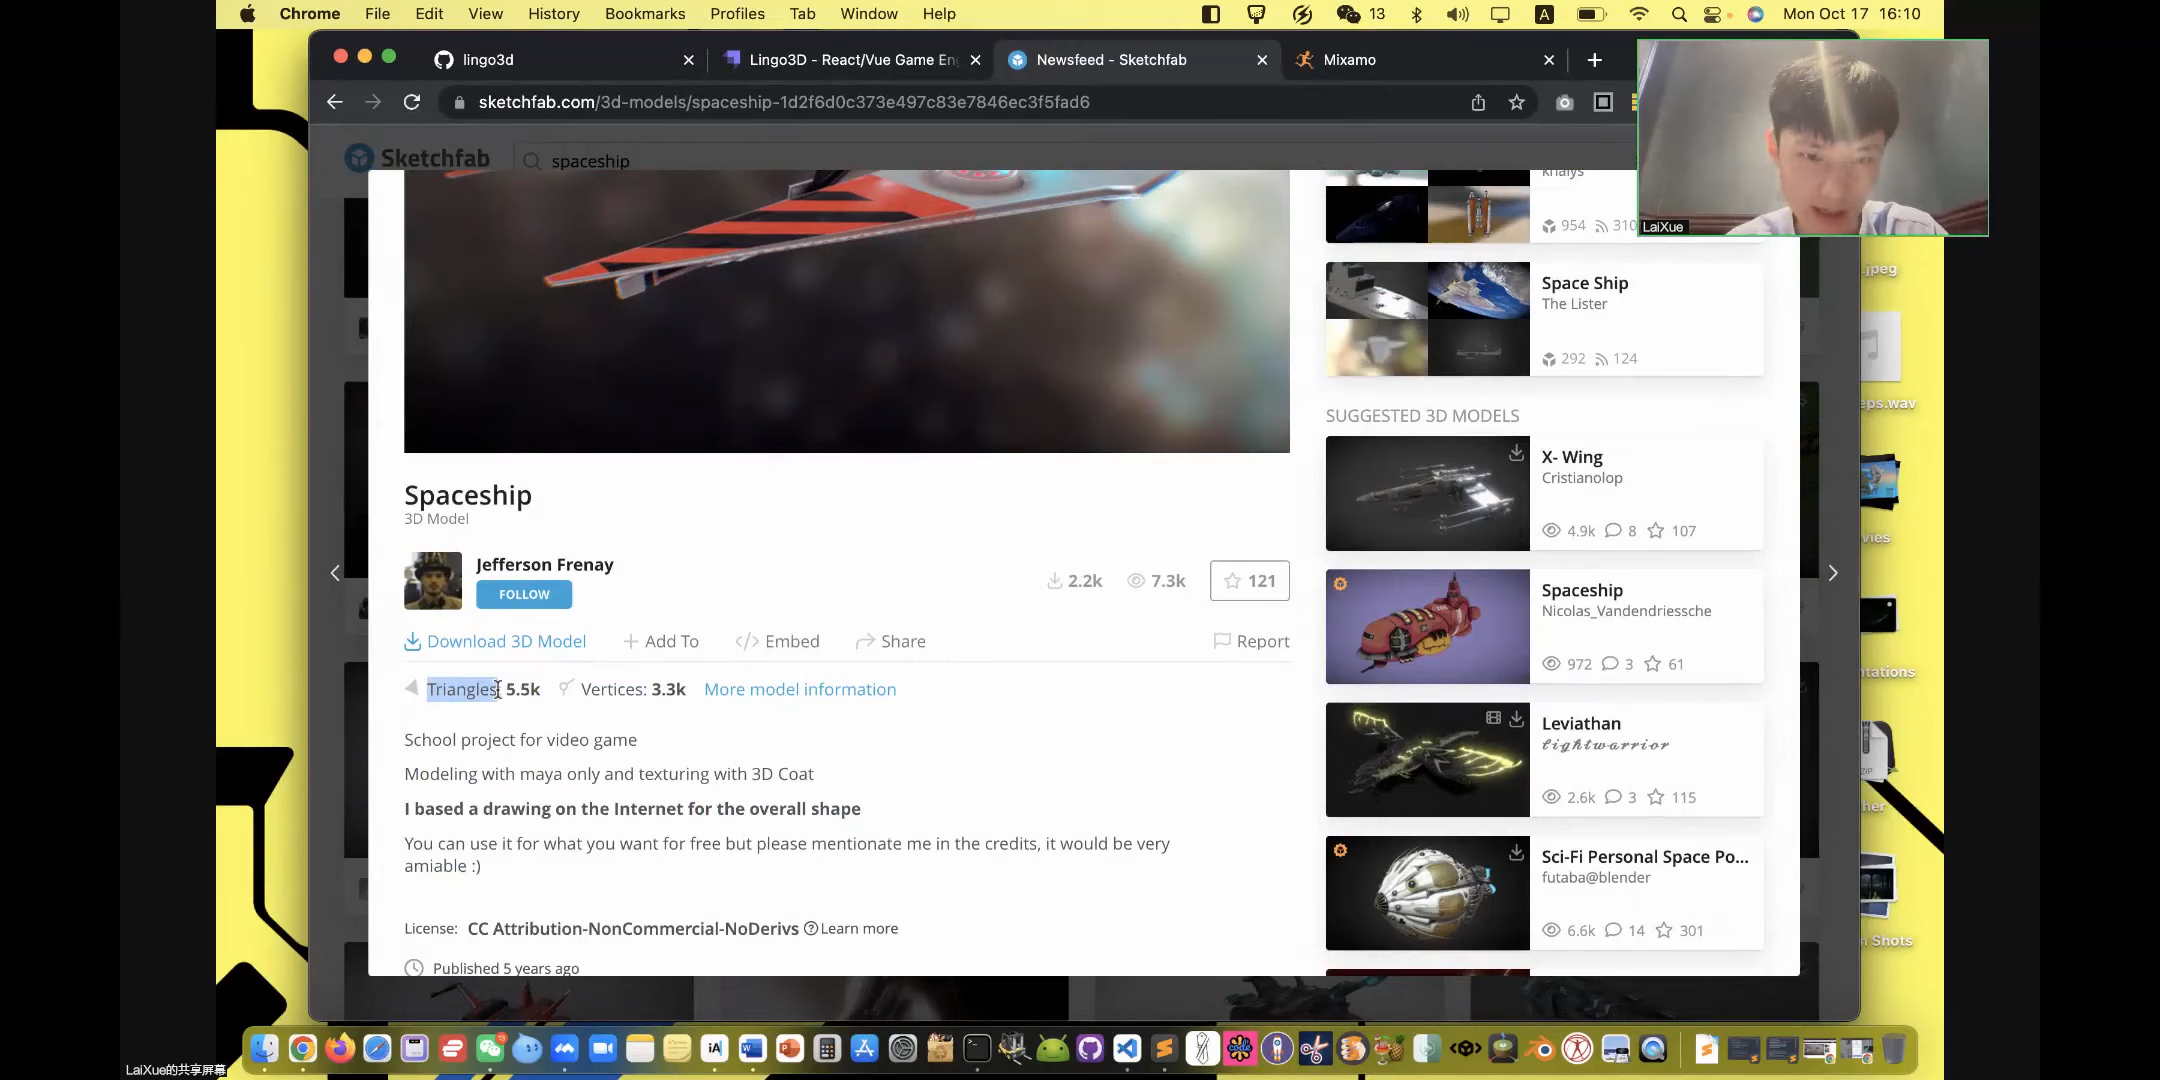 Chrome File Edit View History Bookmarks Profiles Tab Window Help 13 A Mon Oct 17 16:10
lingo3d
Lingo3D - React/Vue Game En
Newsfeed - Sketchfab
Mixamo
sketchfab.com/3d-models/spaceship-1d2f6d0c373e497c83e7846ec3f5fad6
Sketchfab
spaceship
LaiXue
khalys
954 310
Space Ship
The Lister
292 124
SUGGESTED 3D MODELS
X- Wing
Cristianolop
4.9k 8 107
Spaceship
Nicolas_Vandendriessche
972 3 61
Leviathan
lightwarrior
2.6k 3 115
Sci-Fi Personal Space Po...
futaba@blender
6.6k 14 301
Spaceship
3D Model
Jefferson Frenay
FOLLOW
2.2k 7.3k 121
Download 3D Model Add To Embed Share Report
Triangles: 5.5k Vertices: 3.3k More model information
School project for video game
Modeling with maya only and texturing with 3D Coat
I based a drawing on the Internet for the overall shape
You can use it for what you want for free but please mentionate me in the credits, it would be very
amiable :)
License: CC Attribution-NonCommercial-NoDerivs Learn more
Published 5 years ago
.jpeg
eps.wav
vies
ntations
ZIP
her
n Shots
LaiXue的共享屏幕